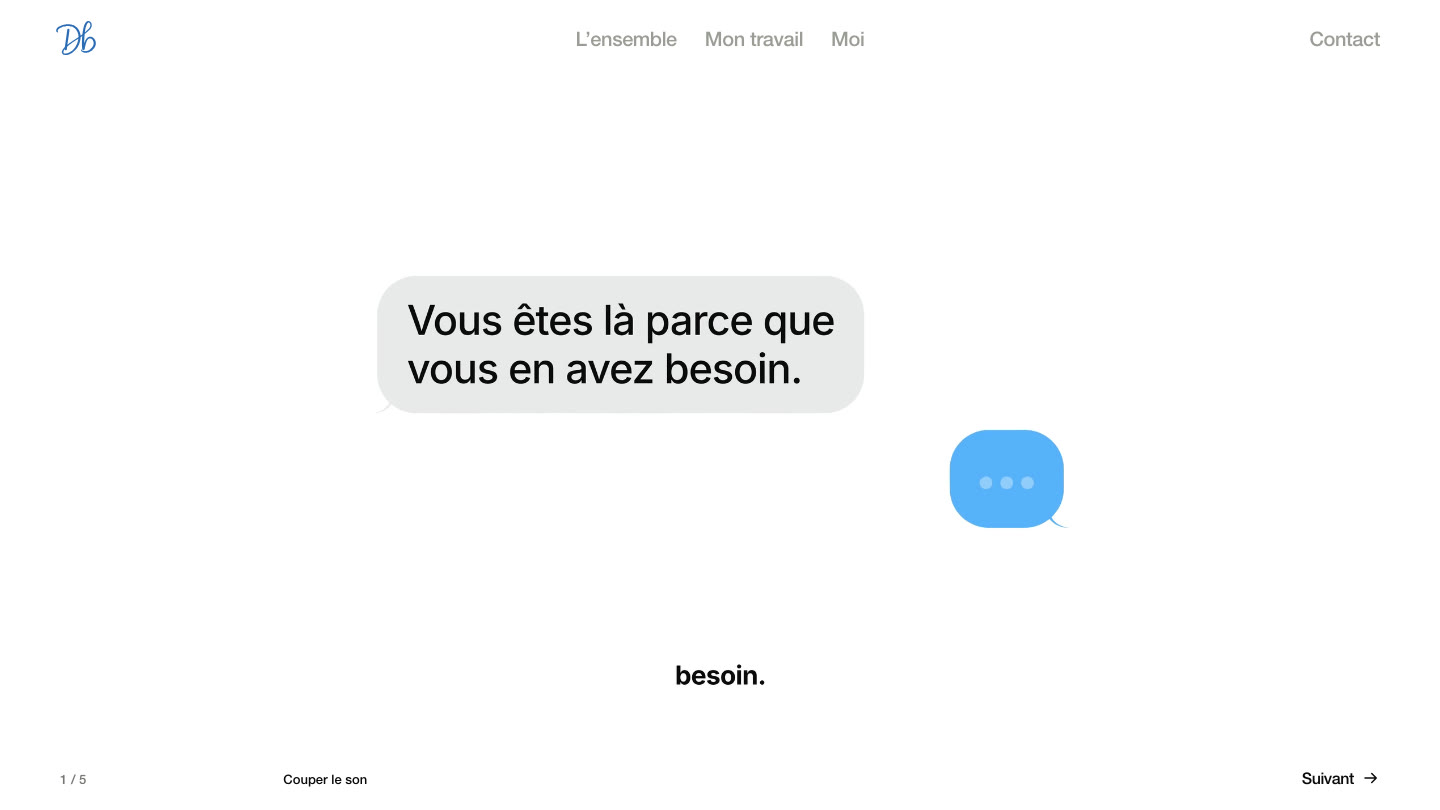 Db
L’ensemble Mon travail Moi
Contact
Vous êtes là parce que
vous en avez besoin.
besoin.
1 / 5
Couper le son
Suivant →